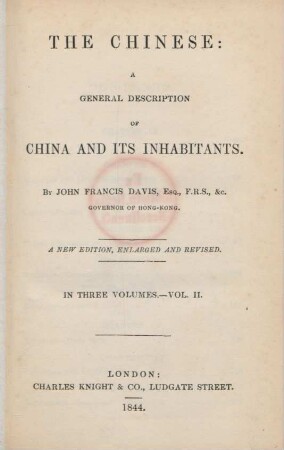 THE CHINESE:
A
GENERAL DESCRIPTION
OF
CHINA AND ITS INHABITANTS.
BY JOHN FRANCIS DAVIS, ESQ., F.R.S., &c.
GOVERNOR OF HONG-KONG.
A NEW EDITION, ENLARGED AND REVISED.
IN THREE VOLUMES.—VOL. II.
LONDON:
CHARLES KNIGHT & CO., LUDGATE STREET.
1844.